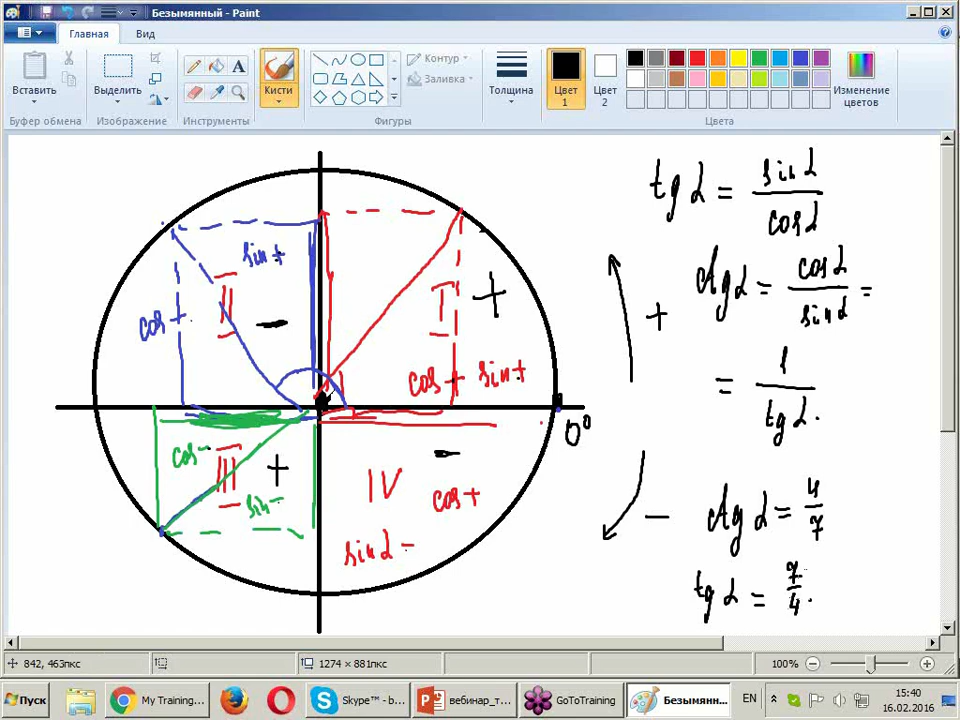 Безымянный - Paint
Главная
Вид
Вставить
Выделить
Кисти
Контур
Заливка
Толщина
Цвет 1
Цвет 2
Изменение цветов
Буфер обмена
Изображение
Инструменты
Фигуры
Цвета
sin+
II
cos+
-
I
+
cos+ sin+
0°
cos-
III
+
sin-
IV
-
cos+
sin α -
tg α = sin α / cos α
+
ctg α = cos α / sin α =
= 1 / tg α.
-
ctg α = 4/7
tg α = 7/4.
842, 463пкс
1274 × 881пкс
100%
Пуск
My Training...
Skype™ - b...
вебинар_т...
GoToTraining
Безымянн...
EN
15:40
16.02.2016